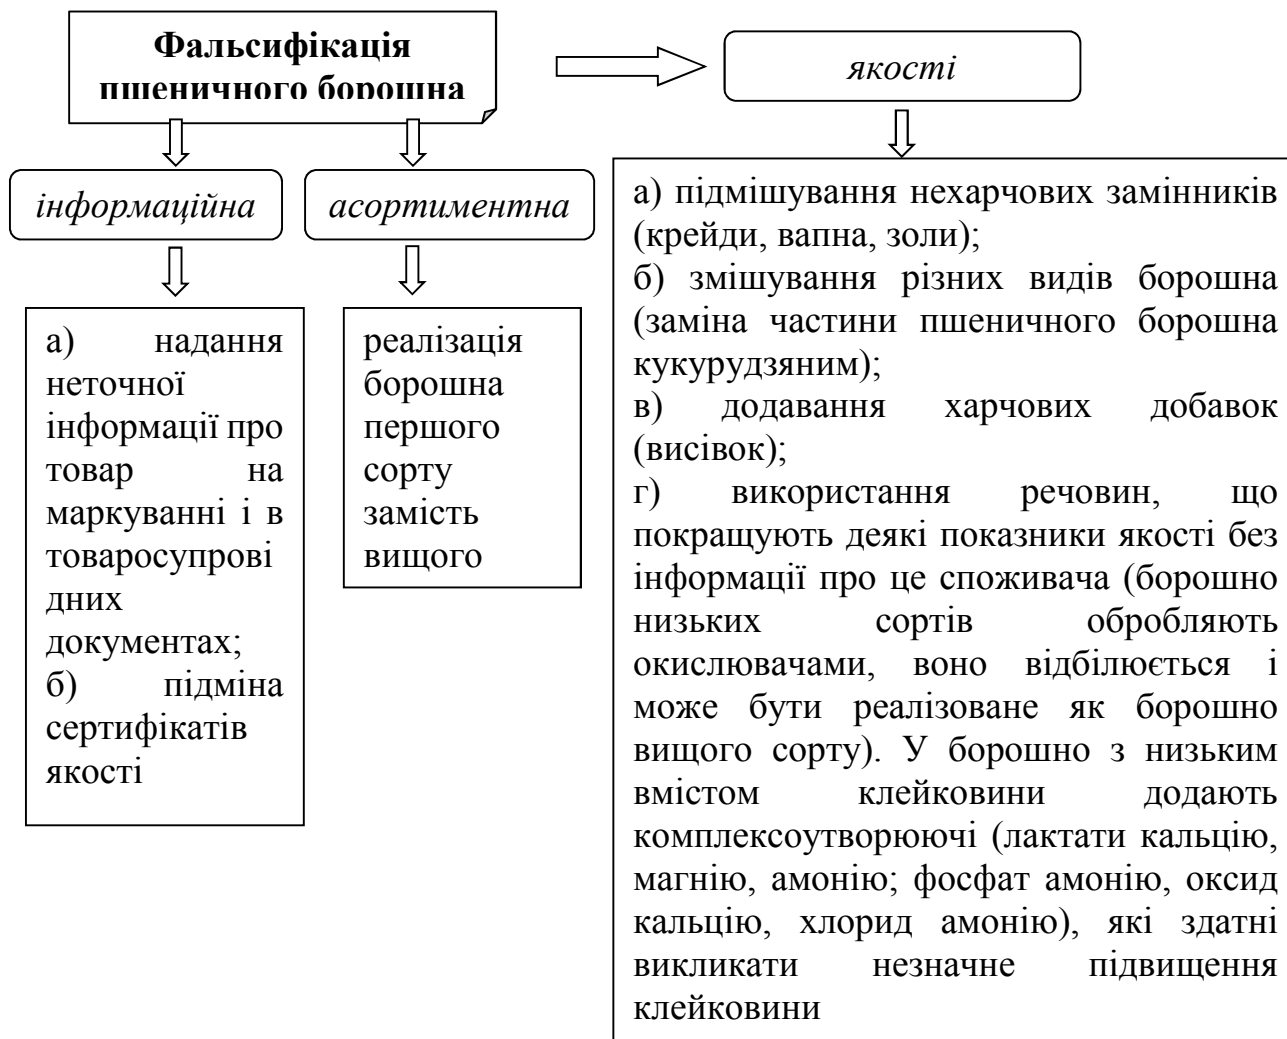 Фальсифікація
пшеничного борошна
якості
інформаційна
асортиментна
а) надання
неточної
інформації про
товар на
маркуванні і в
товаросупрові
дних
документах;
б) підміна
сертифікатів
якості
реалізація
борошна
першого
сорту
замість
вищого
а) підмішування нехарчових замінників
(крейди, вапна, золи);
б) змішування різних видів борошна
(заміна частини пшеничного борошна
кукурудзяним);
в) додавання харчових добавок
(висівок);
г) використання речовин, що
покращують деякі показники якості без
інформації про це споживача (борошно
низьких сортів обробляють
окислювачами, воно відбілюється і
може бути реалізоване як борошно
вищого сорту). У борошно з низьким
вмістом клейковини додають
комплексоутворюючі (лактати кальцію,
магнію, амонію; фосфат амонію, оксид
кальцію, хлорид амонію), які здатні
викликати незначне підвищення
клейковини